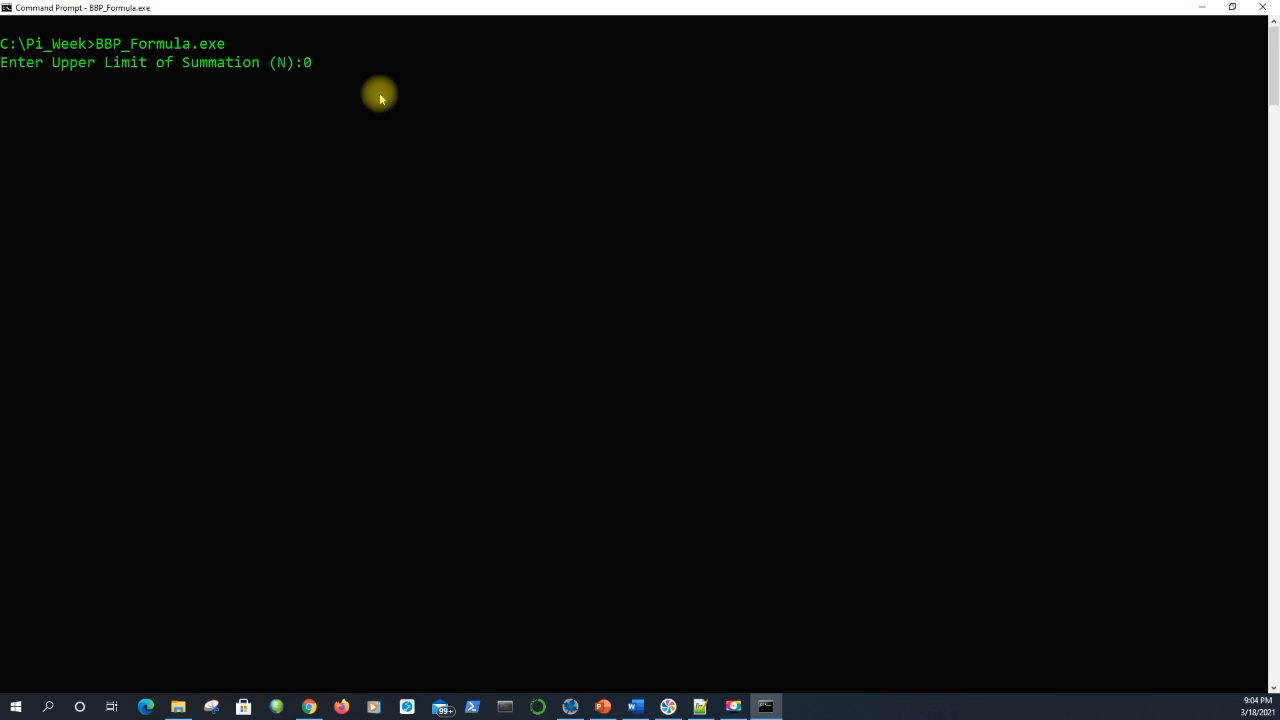 Command Prompt - BBP_Formula.exe
C:\Pi_Week>BBP_Formula.exe
Enter Upper Limit of Summation (N):0
99+
9:04 PM
3/18/2021